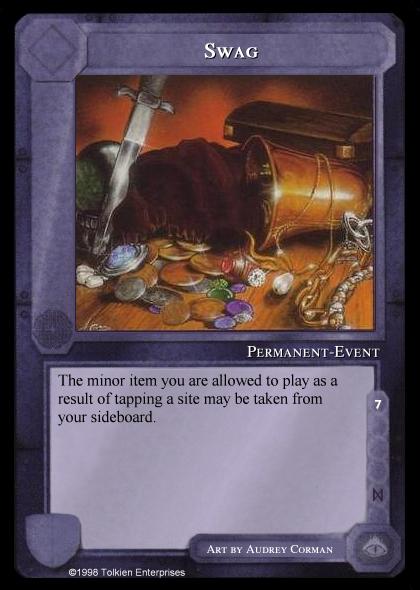 Swag
Permanent-Event
The minor item you are allowed to play as a
result of tapping a site may be taken from
your sideboard.
7
Art by Audrey Corman
©1998 Tolkien Enterprises